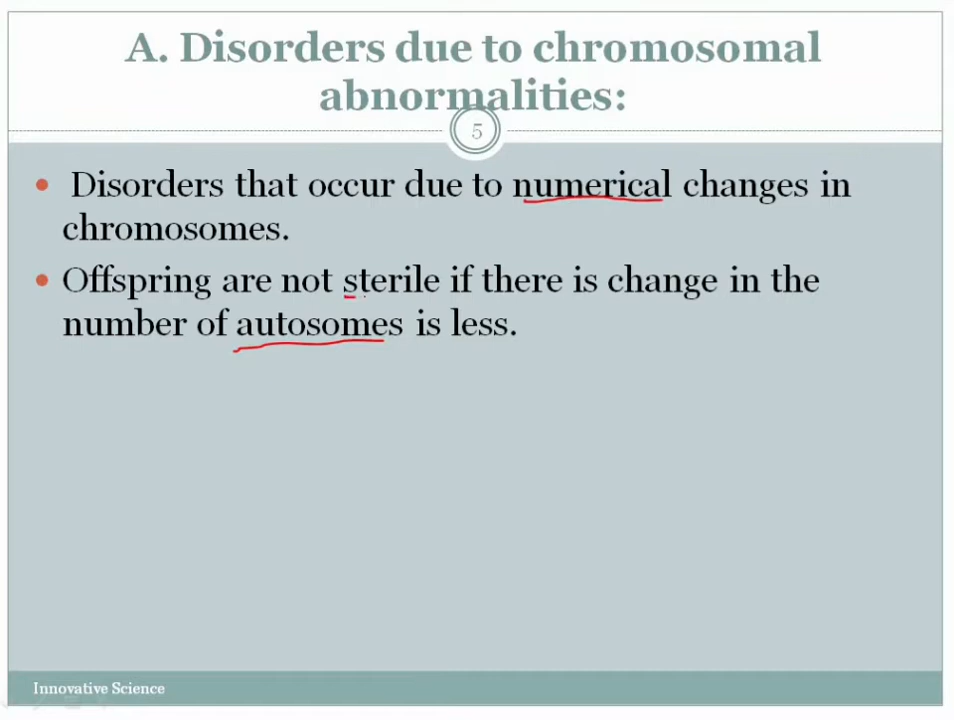 A. Disorders due to chromosomal
abnormalities:
5
Disorders that occur due to numerical changes in
chromosomes.
Offspring are not sterile if there is change in the
number of autosomes is less.
Innovative Science